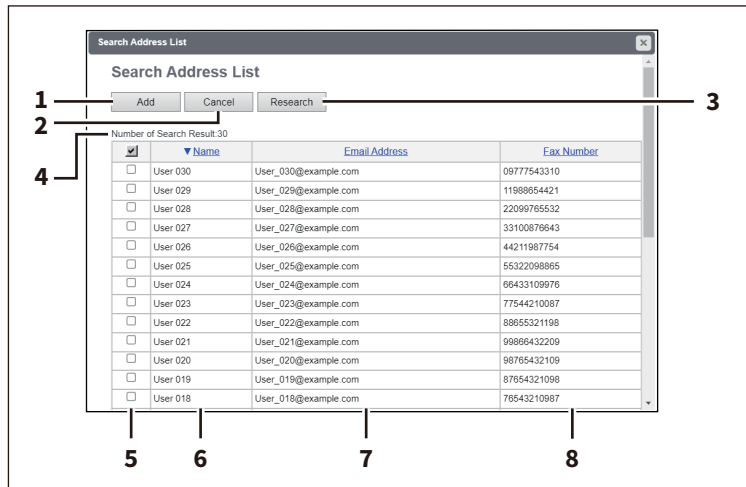 Search Address List
Search Address List
1 Add Cancel Research 3
2
Number of Search Result:30
4
▼Name Email Address Fax Number
User 030 User_030@example.com 09777543310
User 029 User_029@example.com 11988654421
User 028 User_028@example.com 22099765532
User 027 User_027@example.com 33100876643
User 026 User_026@example.com 44211987754
User 025 User_025@example.com 55322098865
User 024 User_024@example.com 66433109976
User 023 User_023@example.com 77544210087
User 022 User_022@example.com 88655321198
User 021 User_021@example.com 99866432209
User 020 User_020@example.com 98765432109
User 019 User_019@example.com 87654321098
User 018 User_018@example.com 76543210987
5 6 7 8